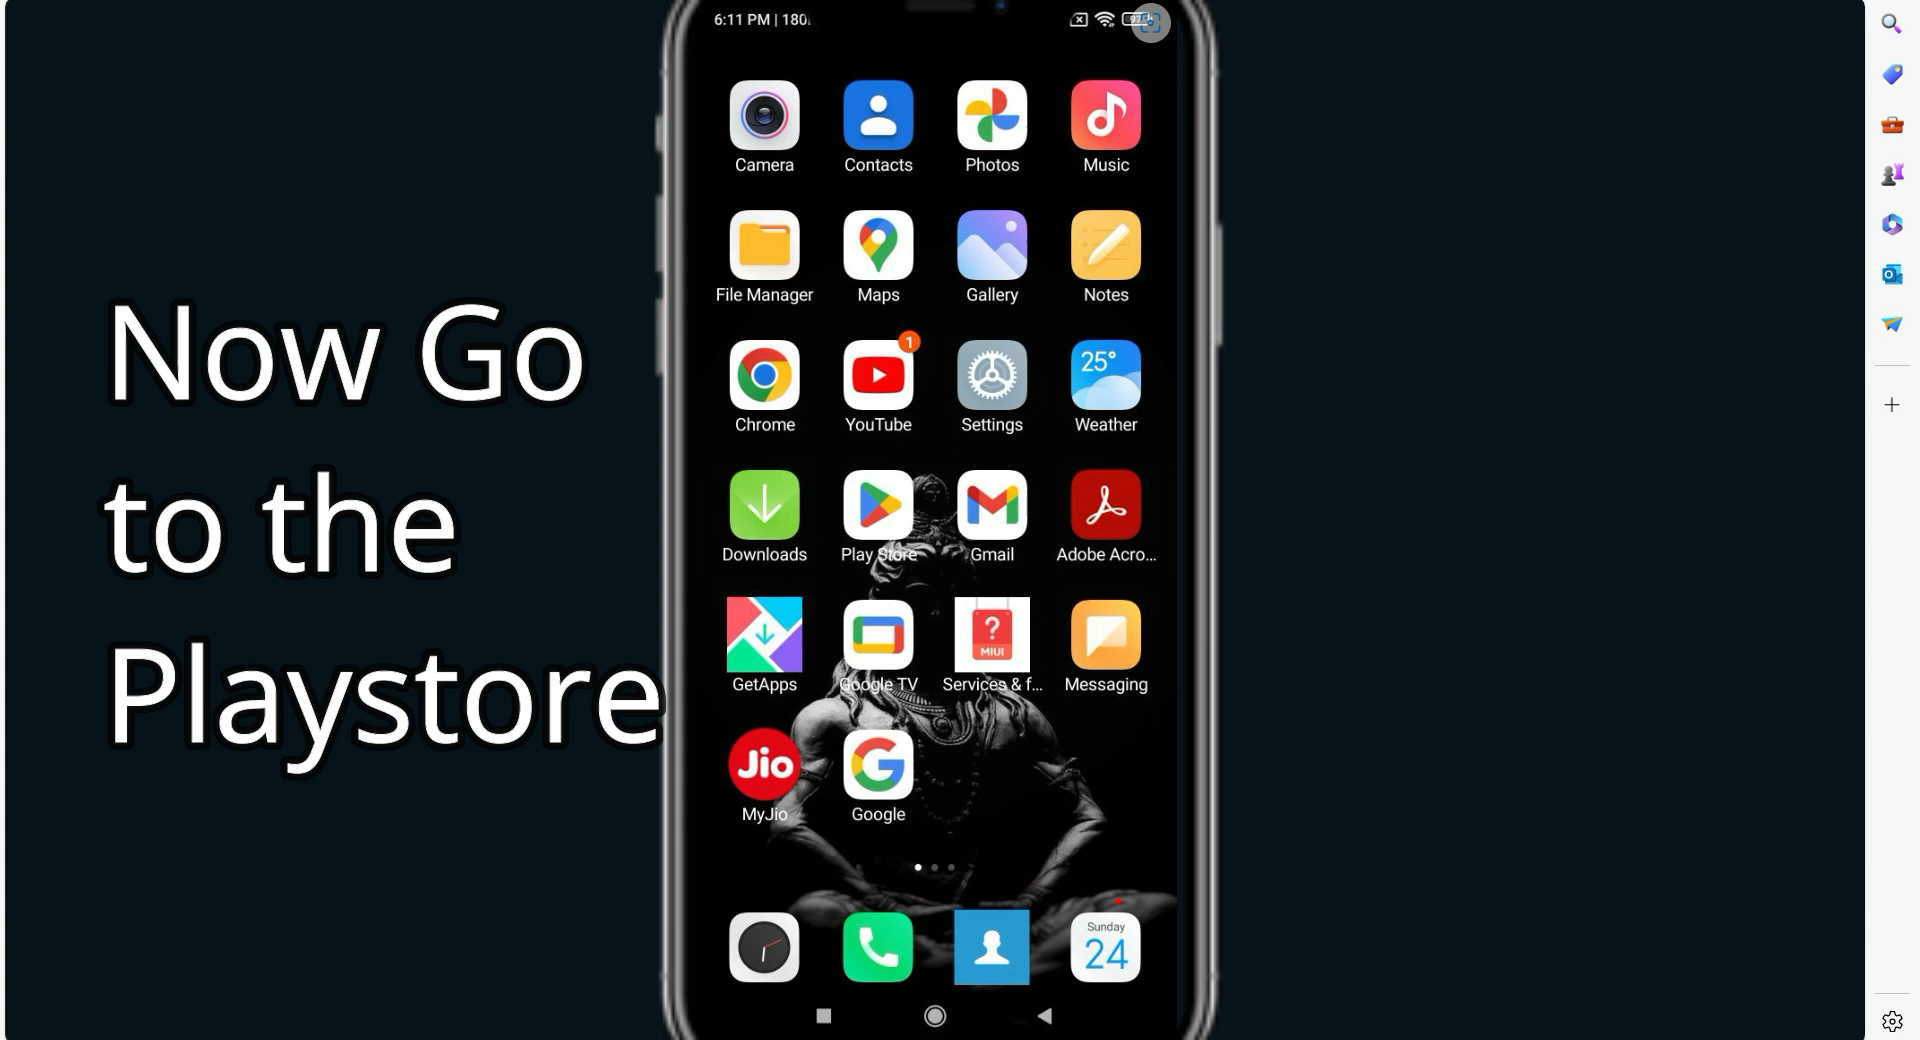 6:11 PM | 180
Camera
Contacts
Photos
Music
File Manager
Maps
Gallery
Notes
25°
1
Chrome
YouTube
Settings
Weather
Downloads
Play Store
Gmail
Adobe Acro...
?
MIUI
GetApps
Google TV
Services & f...
Messaging
Jio
MyJio
Google
Sunday
24
Now Go
to the
Playstore